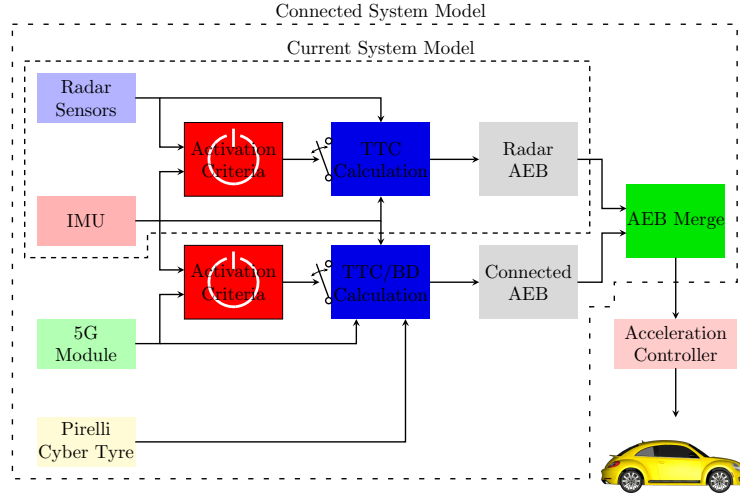 Connected System Model
Current System Model
Radar
Sensors
Activation
Criteria
TTC
Calculation
Radar
AEB
IMU
AEB Merge
Activation
Criteria
TTC/BD
Calculation
Connected
AEB
5G
Module
Acceleration
Controller
Pirelli
Cyber Tyre